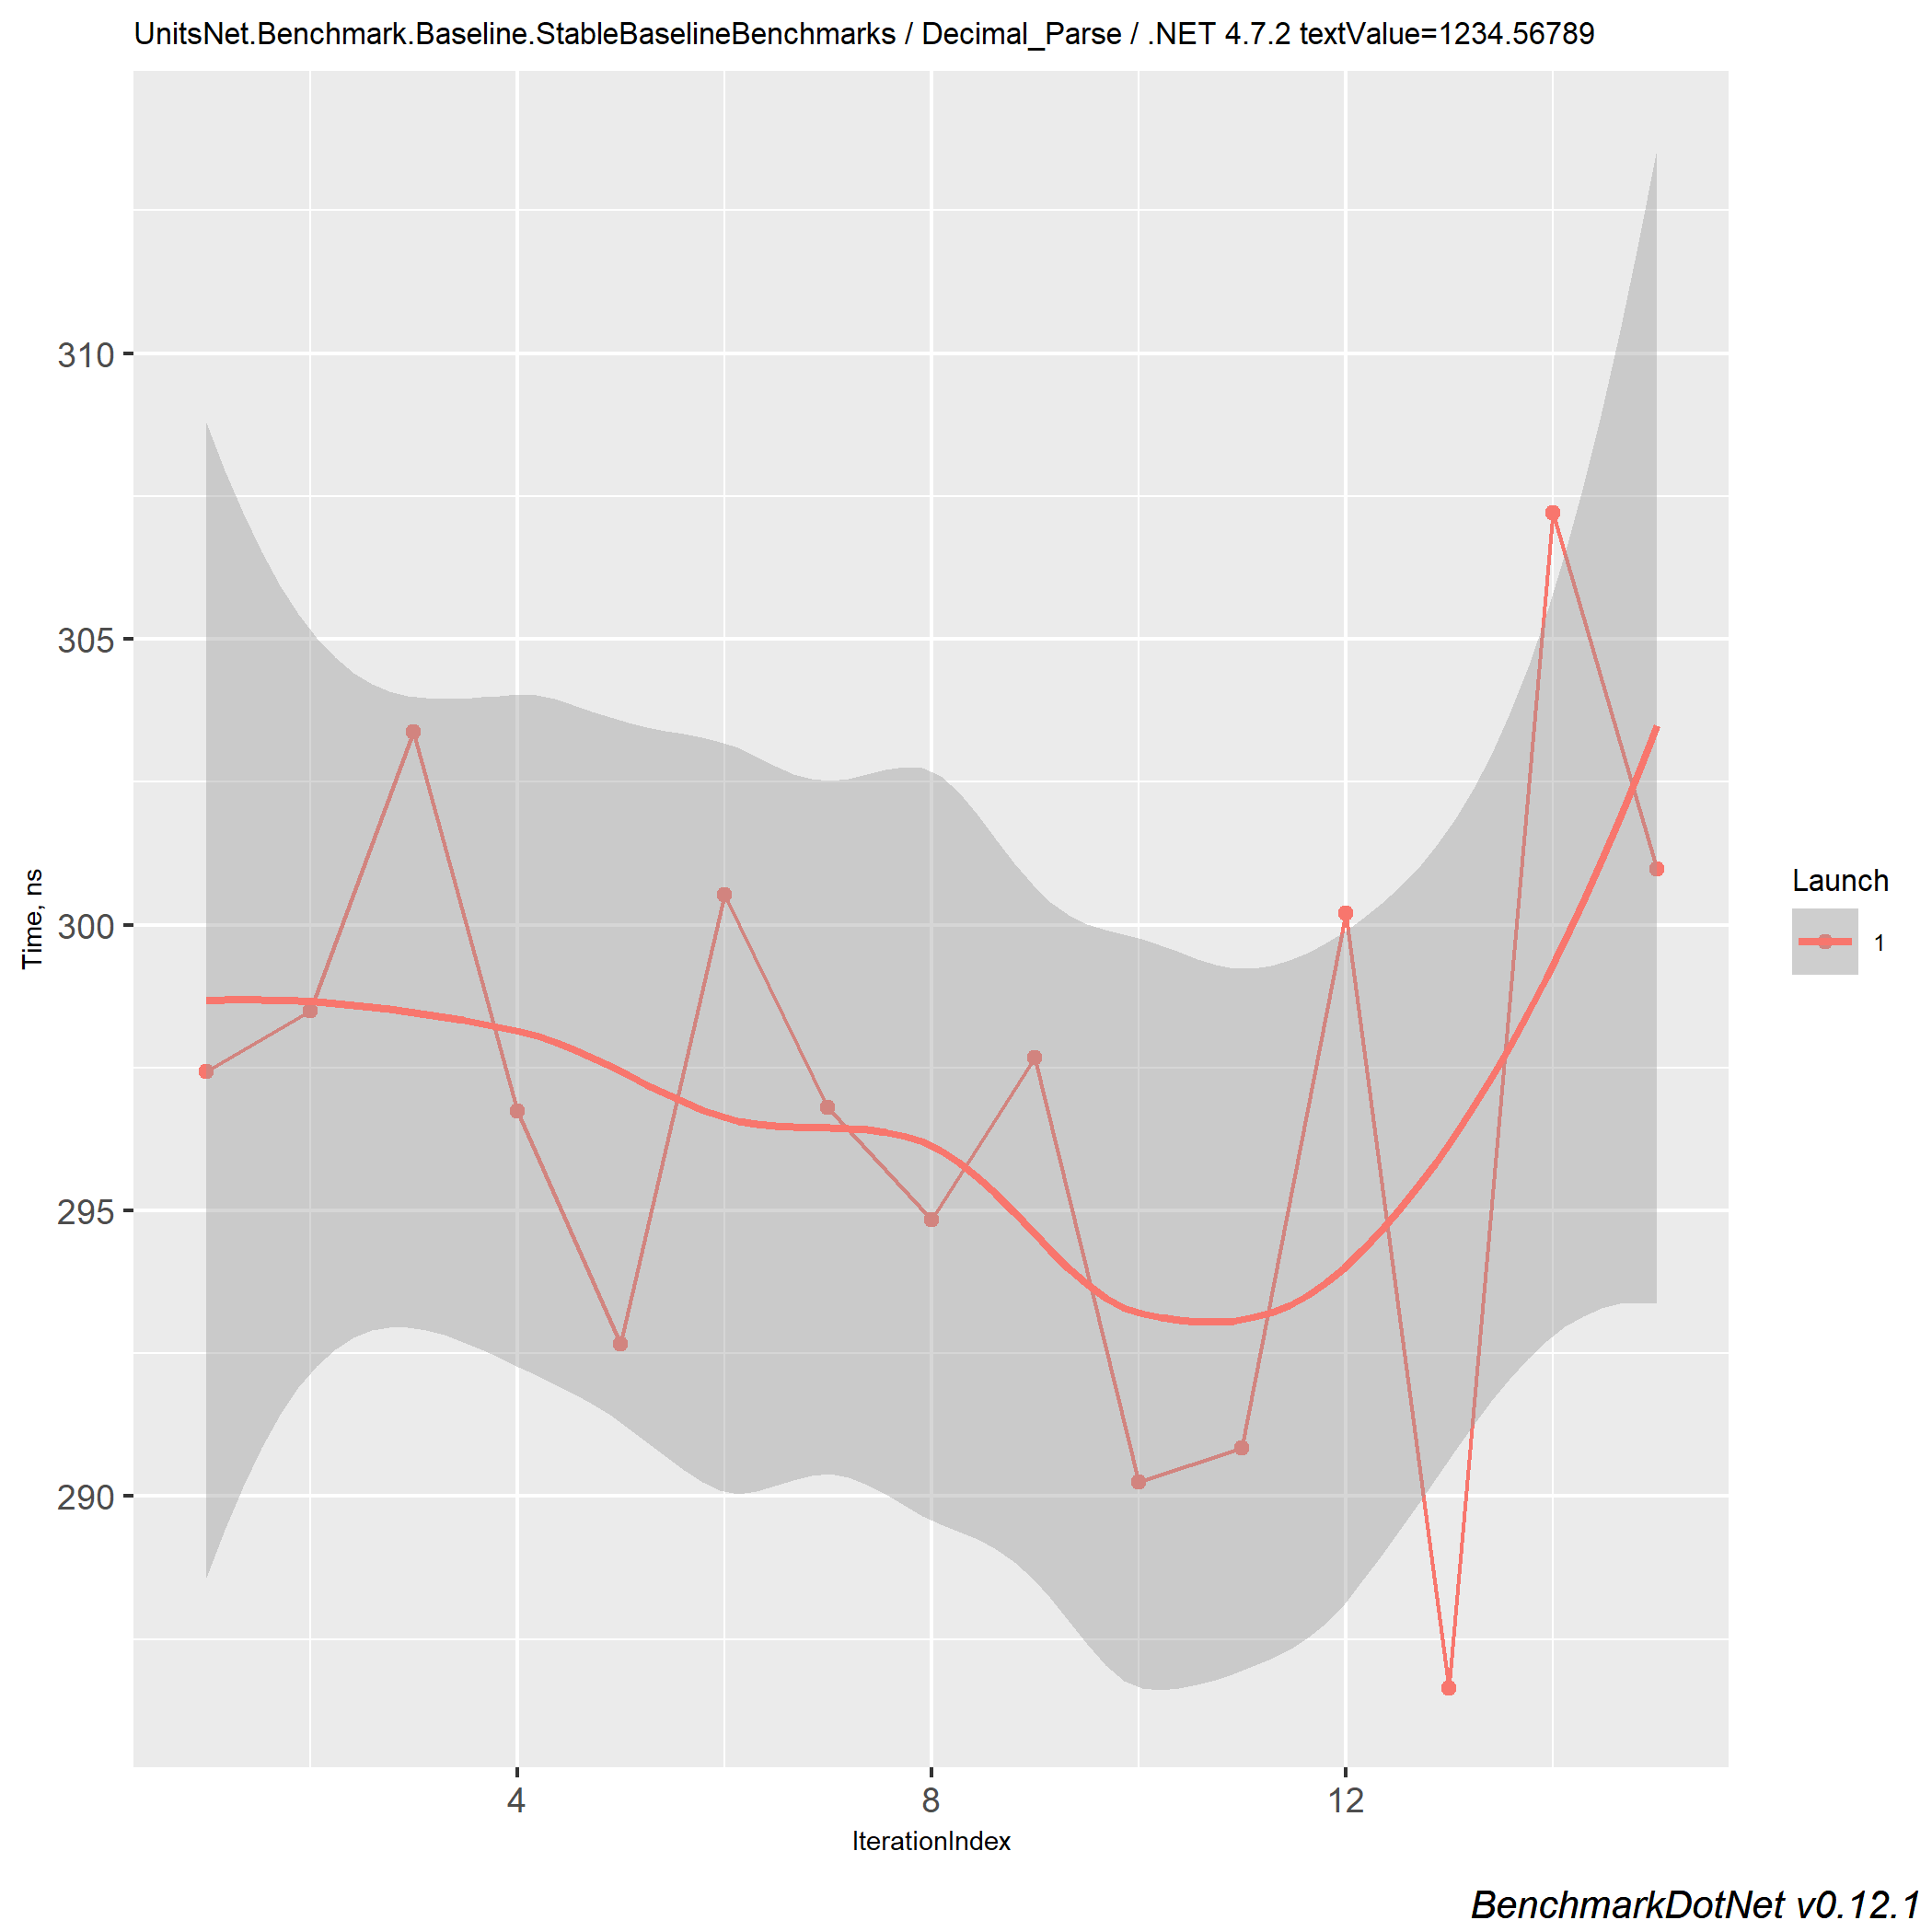 UnitsNet.Benchmark.Baseline.StableBaselineBenchmarks / Decimal_Parse / .NET 4.7.2 textValue=1234.56789
310
305
300
295
290
Time, ns
4 8 12
IterationIndex
Launch
1
BenchmarkDotNet v0.12.1